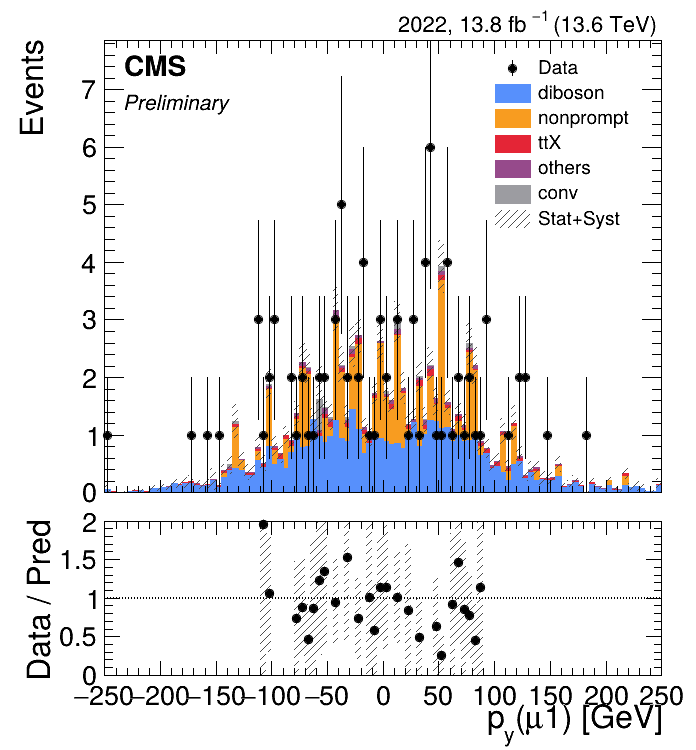 2022, 13.8 fb⁻¹ (13.6 TeV)
Events
CMS
Preliminary
Data
diboson
nonprompt
ttX
others
conv
Stat+Syst
7
6
5
4
3
2
1
0
Data / Pred
2
1.5
1
0.5
0
−250 −200 −150 −100 −50 0 50 100 150 200 250
p_y(μ1) [GeV]